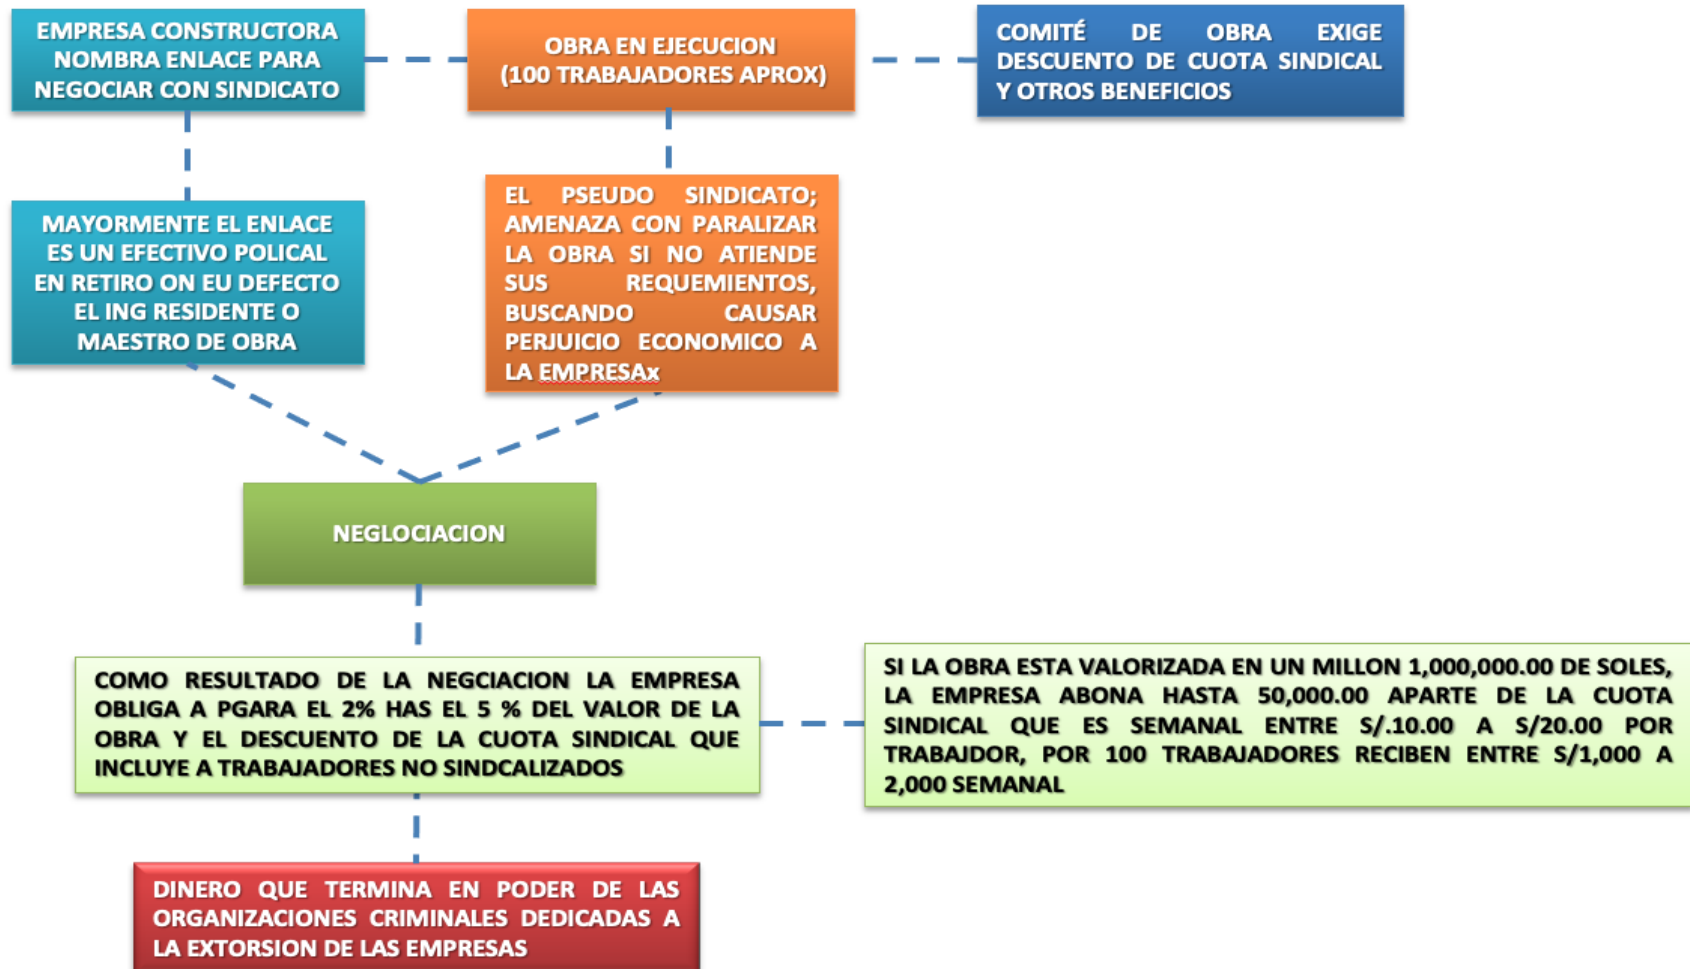 EMPRESA CONSTRUCTORA
NOMBRA ENLACE PARA
NEGOCIAR CON SINDICATO
OBRA EN EJECUCION
(100 TRABAJADORES APROX)
COMITÉ DE OBRA EXIGE
DESCUENTO DE CUOTA SINDICAL
Y OTROS BENEFICIOS
MAYORMENTE EL ENLACE
ES UN EFECTIVO POLICAL
EN RETIRO ON EU DEFECTO
EL ING RESIDENTE O
MAESTRO DE OBRA
EL PSEUDO SINDICATO;
AMENAZA CON PARALIZAR
LA OBRA SI NO ATIENDE
SUS REQUEMIENTOS,
BUSCANDO CAUSAR
PERJUICIO ECONOMICO A
LA EMPRESAx
NEGLOCIACION
COMO RESULTADO DE LA NEGCIACION LA EMPRESA
OBLIGA A PGARA EL 2% HAS EL 5 % DEL VALOR DE LA
OBRA Y EL DESCUENTO DE LA CUOTA SINDICAL QUE
INCLUYE A TRABAJADORES NO SINDCALIZADOS
SI LA OBRA ESTA VALORIZADA EN UN MILLON 1,000,000.00 DE SOLES,
LA EMPRESA ABONA HASTA 50,000.00 APARTE DE LA CUOTA
SINDICAL QUE ES SEMANAL ENTRE S/.10.00 A S/20.00 POR
TRABAJDOR, POR 100 TRABAJADORES RECIBEN ENTRE S/1,000 A
2,000 SEMANAL
DINERO QUE TERMINA EN PODER DE LAS
ORGANIZACIONES CRIMINALES DEDICADAS A
LA EXTORSION DE LAS EMPRESAS